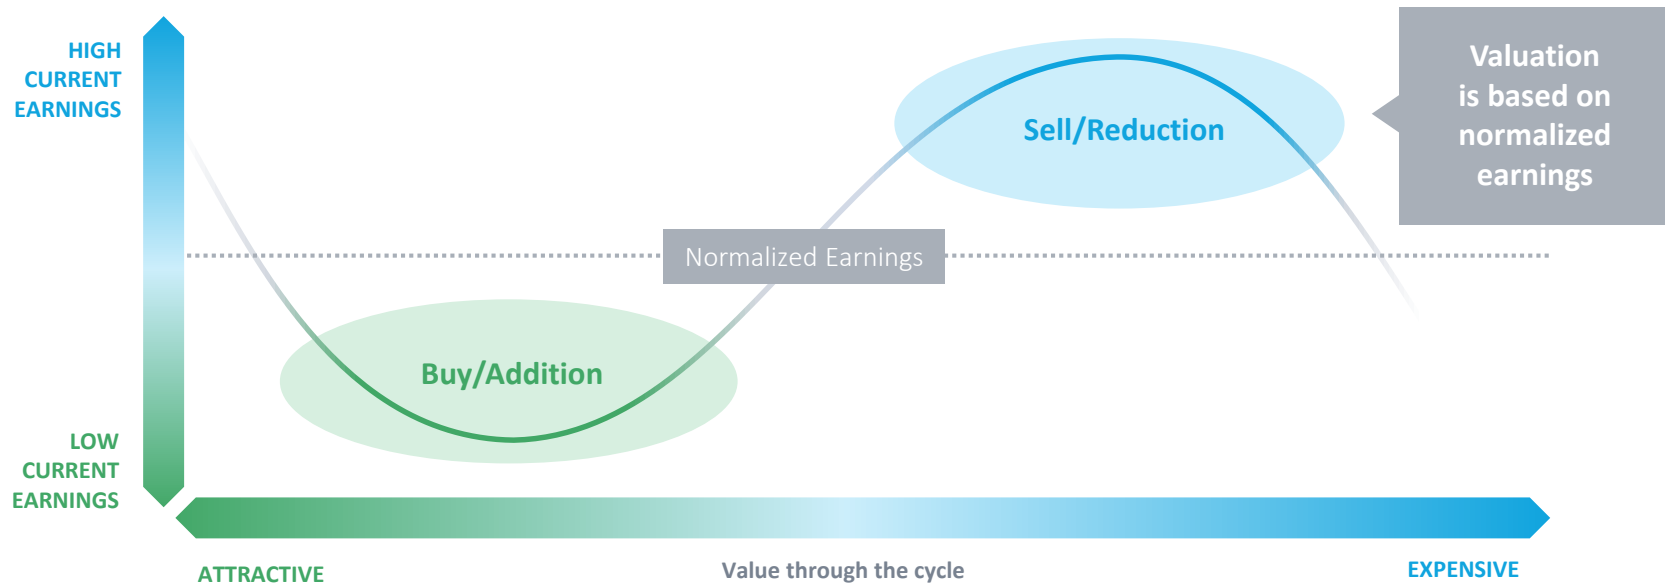 HIGH
CURRENT
EARNINGS
Valuation
is based on
normalized
earnings
Sell/Reduction
Normalized Earnings
Buy/Addition
LOW
CURRENT
EARNINGS
ATTRACTIVE
Value through the cycle
EXPENSIVE